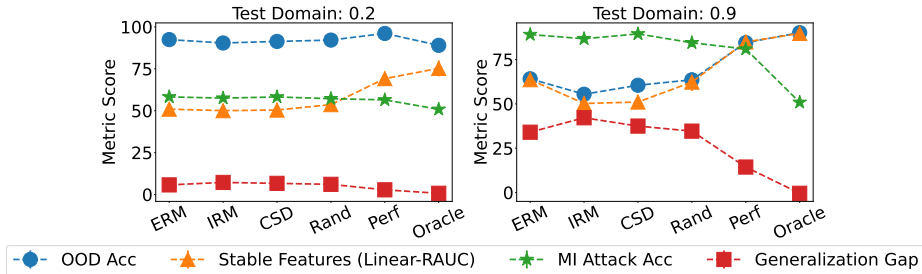 Test Domain: 0.2
Metric Score
100
75
50
25
0
ERM IRM CSD Rand Perf Oracle
Test Domain: 0.9
Metric Score
75
50
25
0
ERM IRM CSD Rand Perf Oracle
OOD Acc Stable Features (Linear-RAUC) MI Attack Acc Generalization Gap